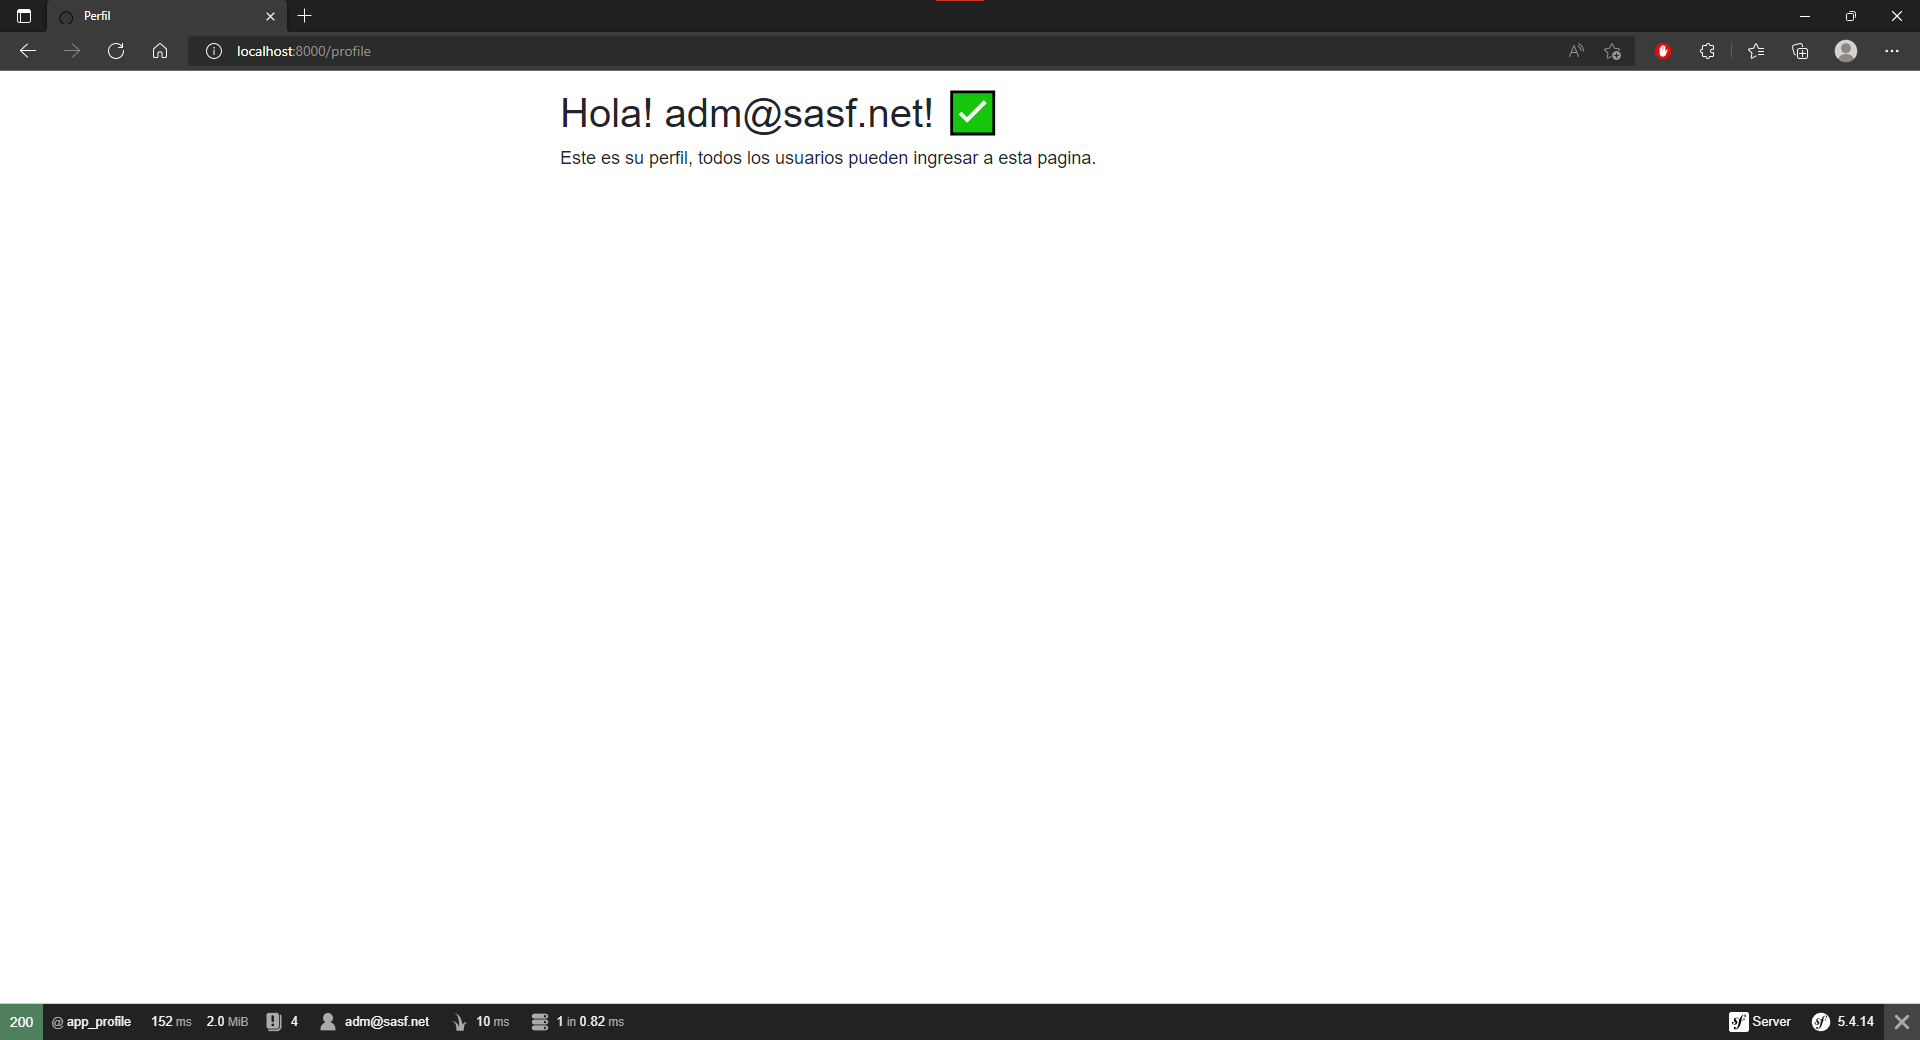 Perfil
localhost:8000/profile
Hola! adm@sasf.net! ✅
Este es su perfil, todos los usuarios pueden ingresar a esta pagina.
200 @ app_profile 152 ms 2.0 MiB 4 adm@sasf.net 10 ms 1 in 0.82 ms sf Server sf 5.4.14